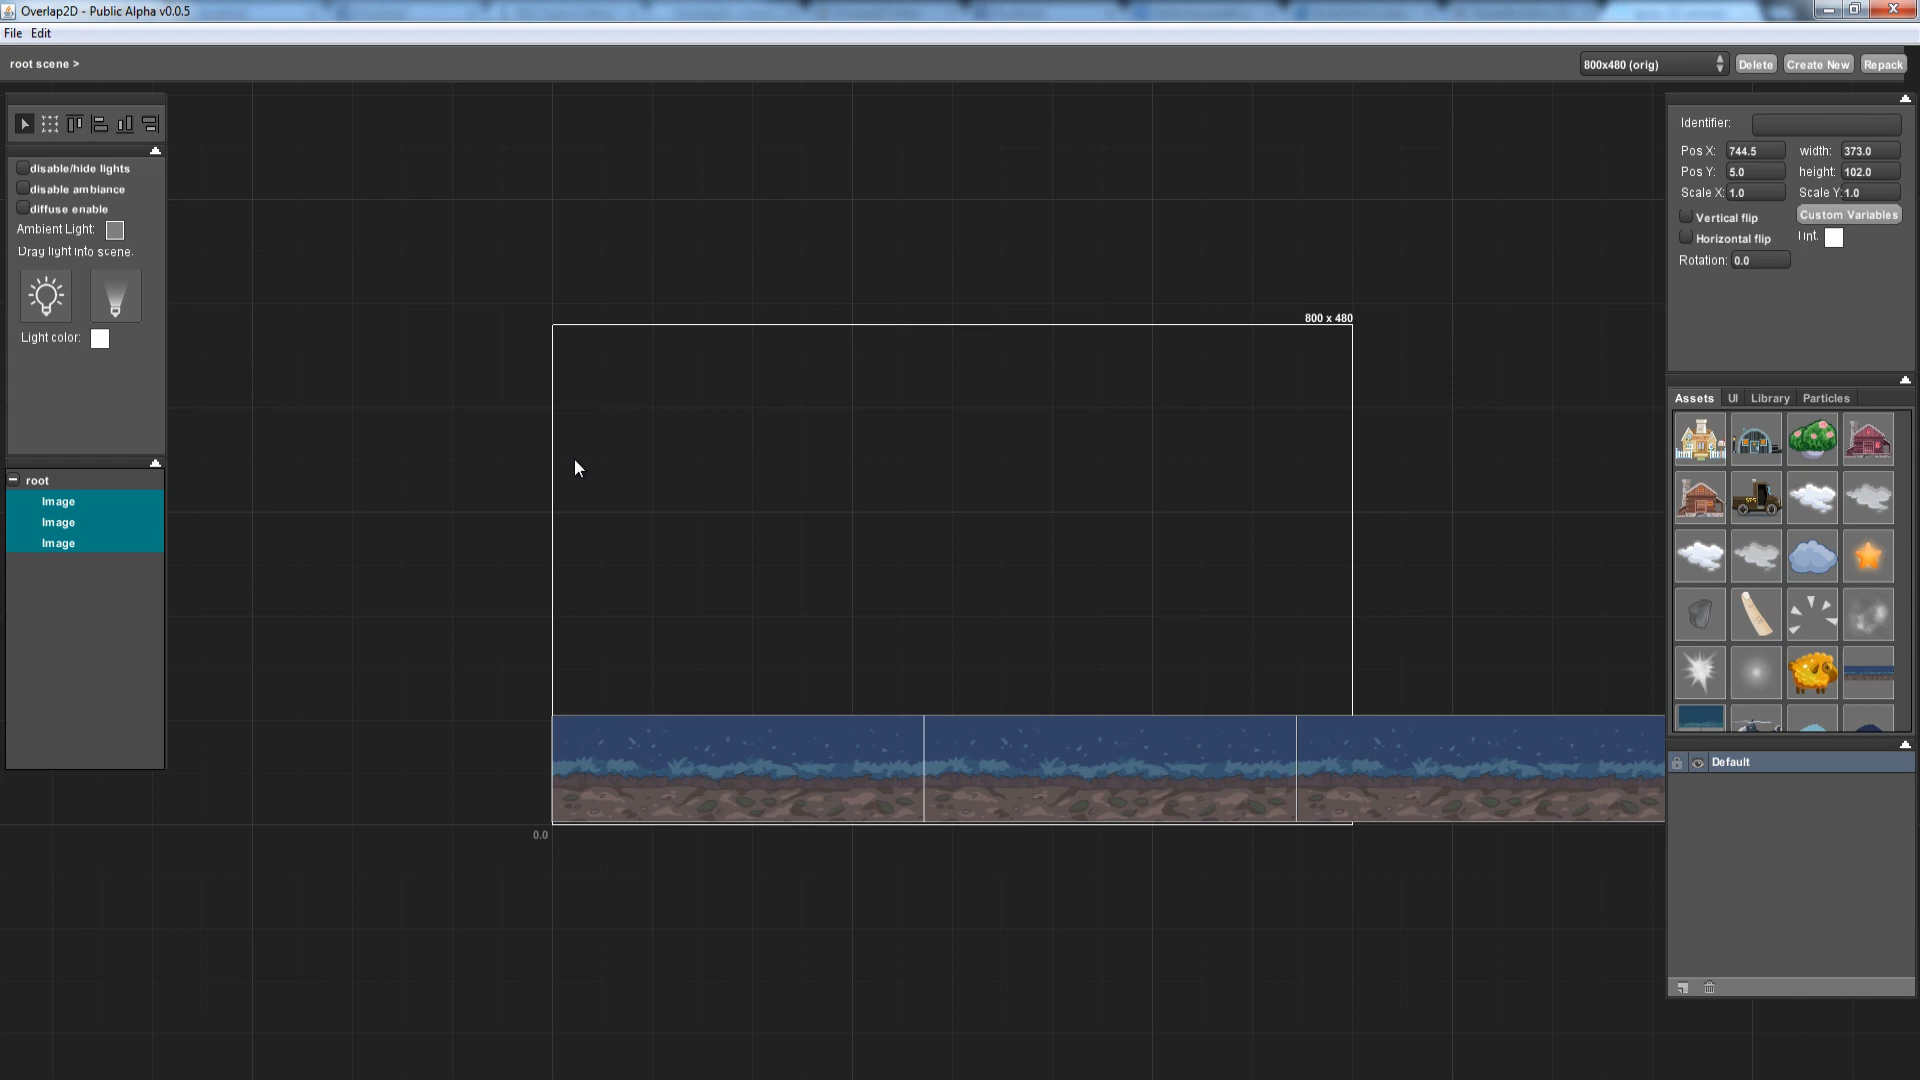 Overlap2D - Public Alpha v0.0.5
File Edit
root scene >
800x480 (orig)
Delete
Create New
Repack
disable/hide lights
disable ambiance
diffuse enable
Ambient Light:
Drag light into scene.
Light color:
root
Image
Image
Image
800 x 480
0.0
Identifier:
Pos X: 744.5 width: 373.0
Pos Y: 5.0 height: 102.0
Scale X: 1.0 Scale Y: 1.0
Vertical flip Custom Variables
Horizontal flip Tint.
Rotation: 0.0
Assets UI Library Particles
Default